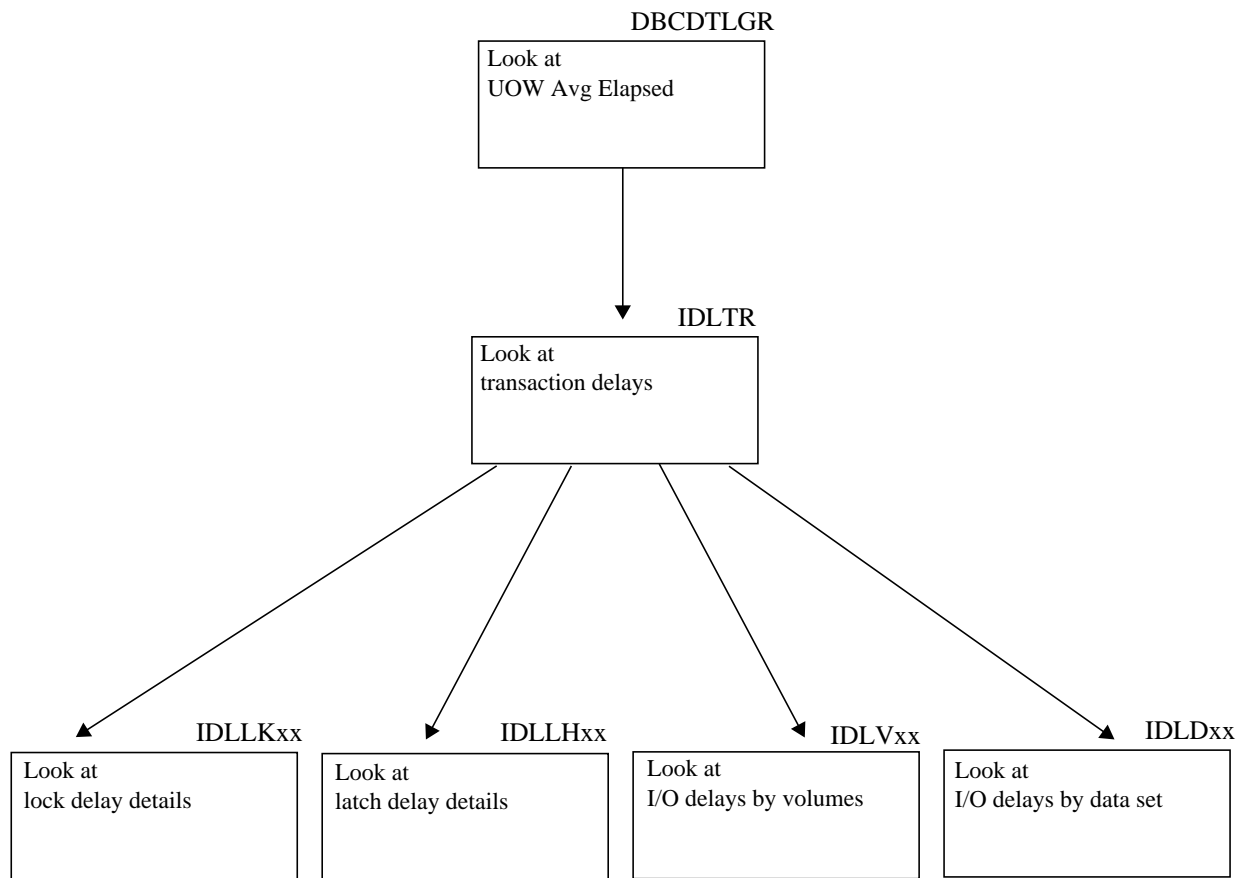 DBCDTLGR
Look at
UOW Avg Elapsed
IDLTR
Look at
transaction delays
IDLLKxx
Look at
lock delay details
IDLLHxx
Look at
latch delay details
IDLVxx
Look at
I/O delays by volumes
IDLDxx
Look at
I/O delays by data set